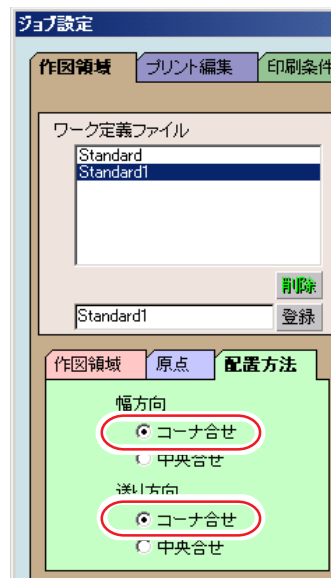 ジョブ設定
作図領域 プリント編集 印刷条件
ワーク定義ファイル
Standard
Standard1
削除
Standard1 登録
作図領域 原点 配置方法
幅方向
コーナ合せ
中央合せ
送り方向
コーナ合せ
中央合せ